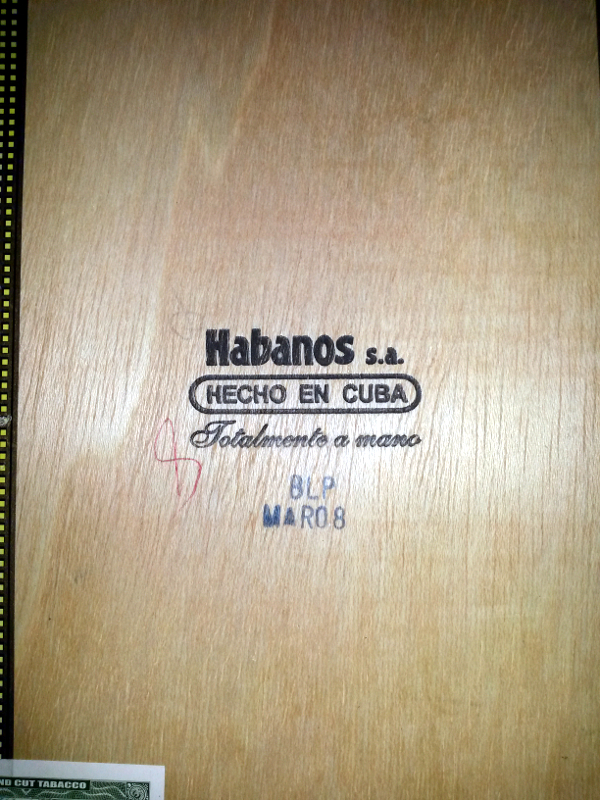 Habanos s.a.
HECHO EN CUBA
Totalmente a mano
BLP
MAR08
ND CUT TABACCO